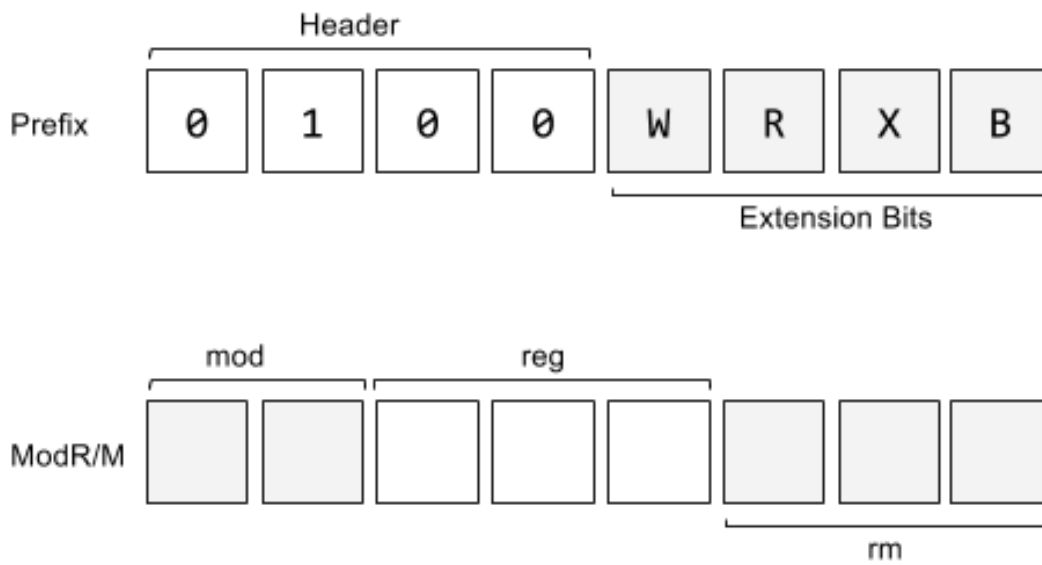 Header
Prefix 0 1 0 0 W R X B
Extension Bits
mod reg
ModR/M
rm